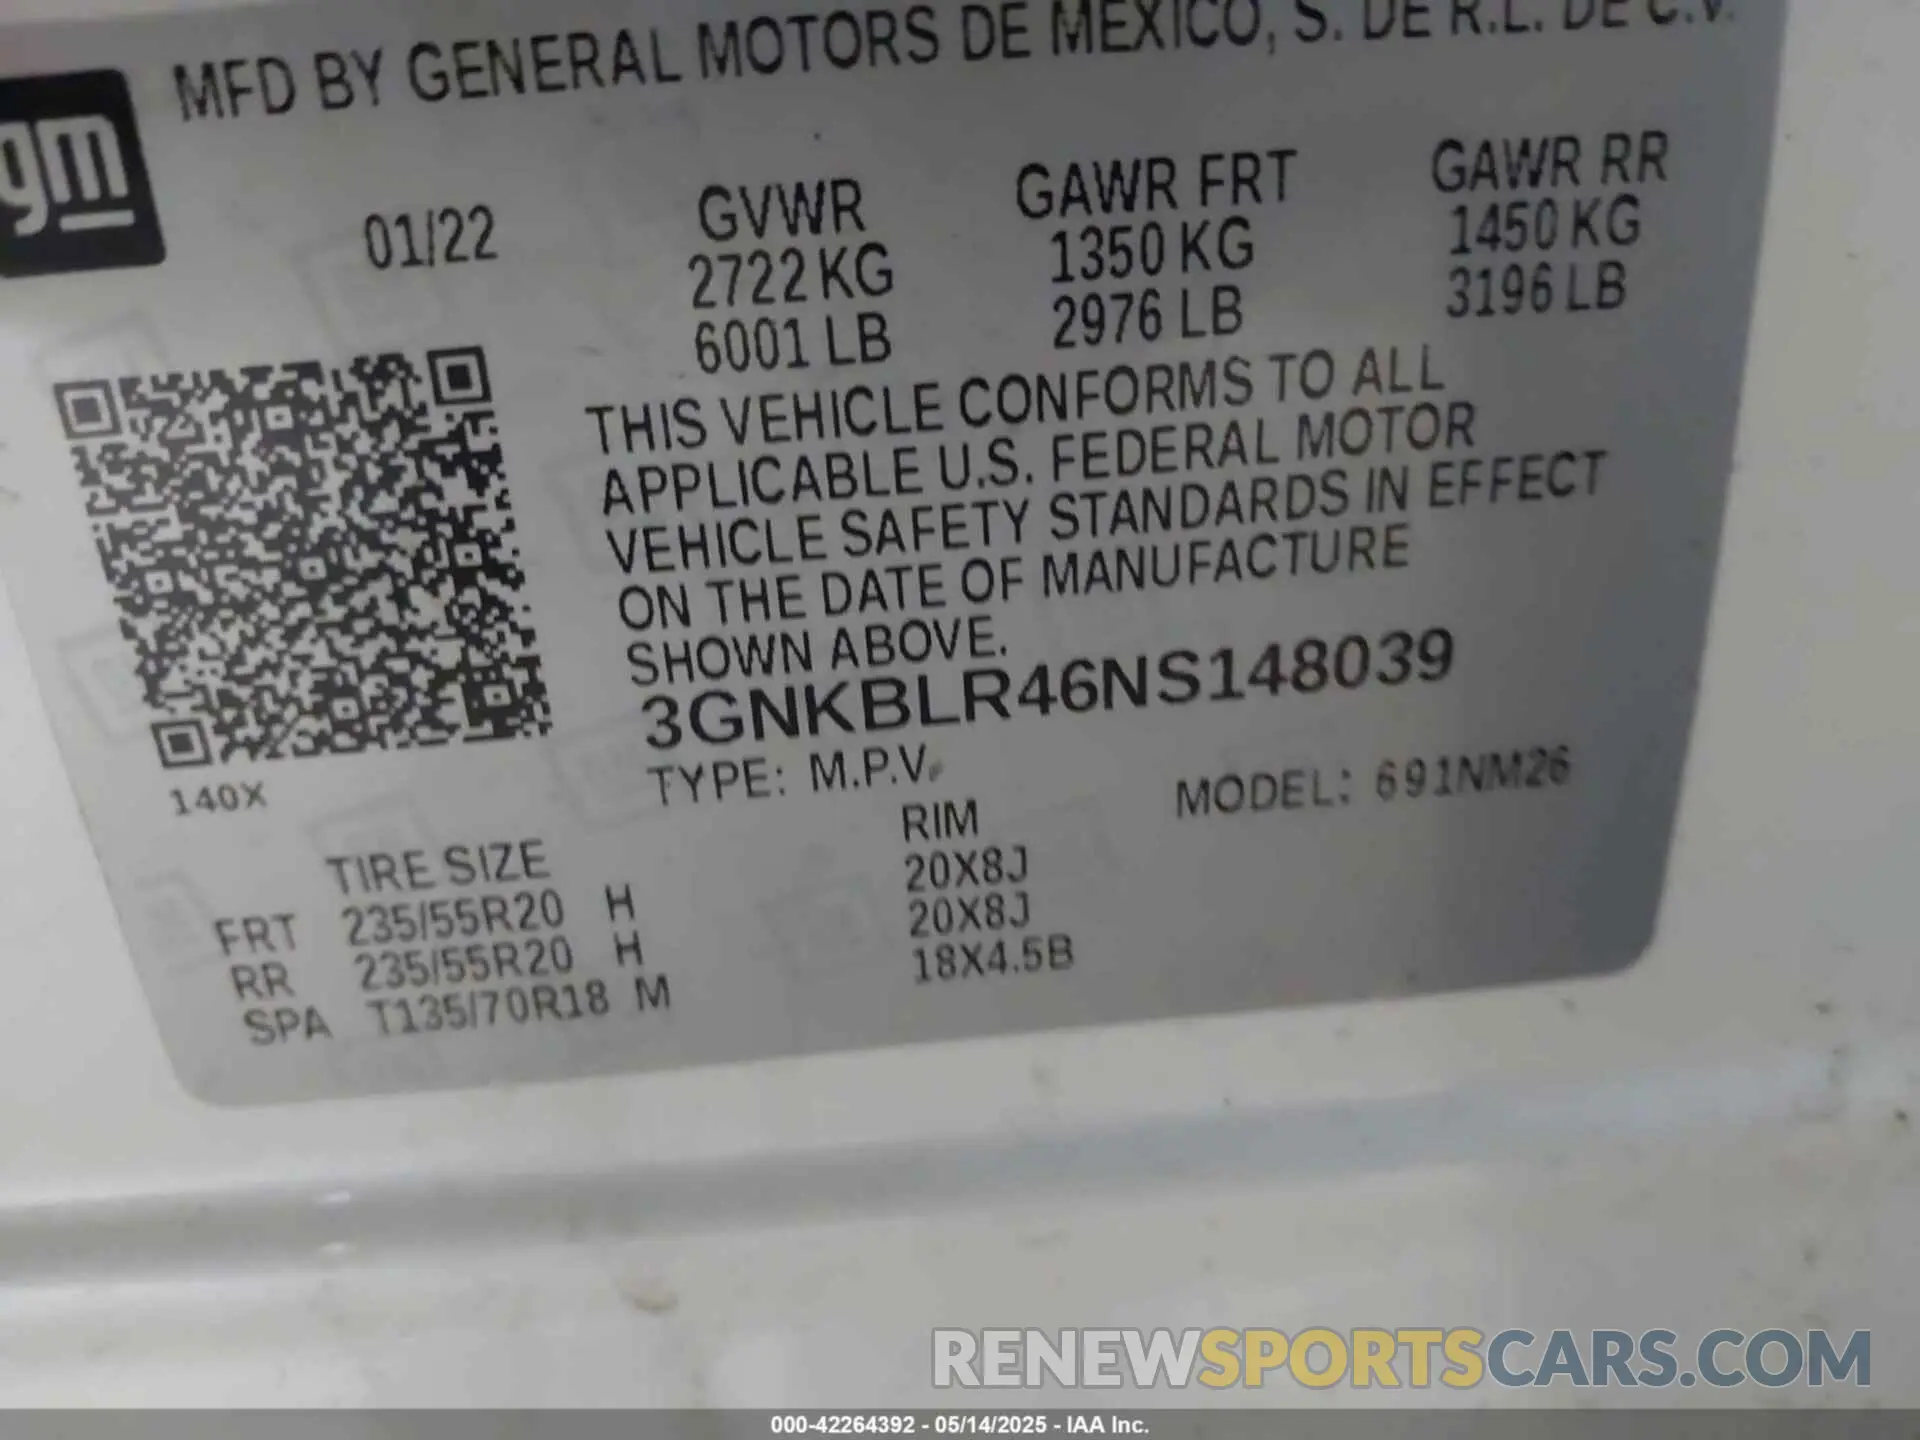 MFD BY GENERAL MOTORS DE MEXICO, S. DE R.L. DE C.V.
gm
01/22
GVWR GAWR FRT GAWR RR
2722 KG 1350 KG 1450 KG
6001 LB 2976 LB 3196 LB
THIS VEHICLE CONFORMS TO ALL
APPLICABLE U.S. FEDERAL MOTOR
VEHICLE SAFETY STANDARDS IN EFFECT
ON THE DATE OF MANUFACTURE
SHOWN ABOVE.
3GNKBLR46NS148039
TYPE: M.P.V. MODEL: 691NM26
140X
TIRE SIZE RIM
FRT 235/55R20 H 20X8J
RR 235/55R20 H 20X8J
SPA T135/70R18 M 18X4.5B
RENEWSPORTSCARS.COM
000-42264392 - 05/14/2025 - IAA Inc.